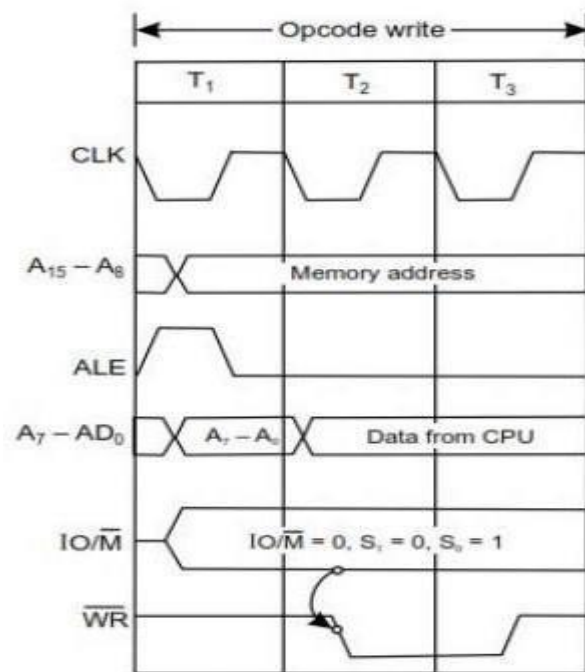 Opcode write
T₁ T₂ T₃
CLK
A₁₅ – A₈ Memory address
ALE
A₇ – AD₀ A₇ – A₀ Data from CPU
IO/M̅ IO/M̅ = 0, S₁ = 0, S₀ = 1
W̅R̅